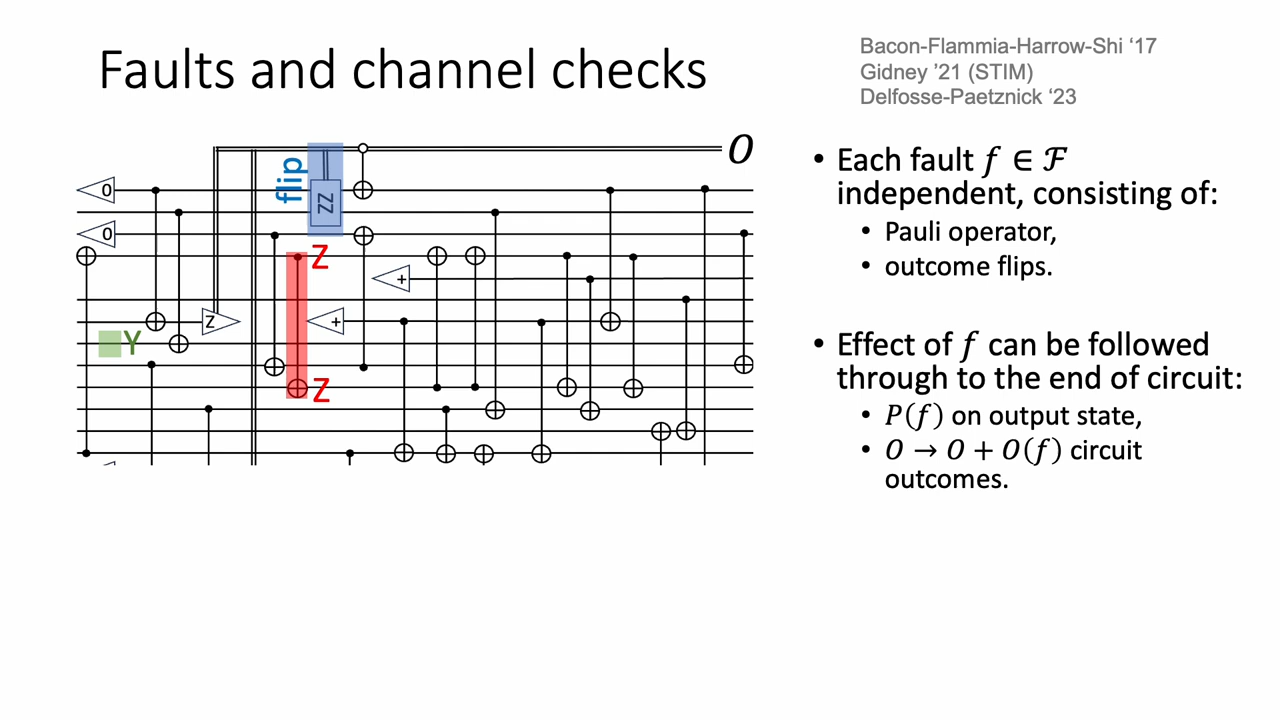 Faults and channel checks
Bacon-Flammia-Harrow-Shi ‘17
Gidney ’21 (STIM)
Delfosse-Paetznick ‘23
flip
O
0
ZZ
0
Z
+
Z
+
Y
Z
• Each fault 𝑓 ∈ ℱ
independent, consisting of:
• Pauli operator,
• outcome flips.
• Effect of 𝑓 can be followed
through to the end of circuit:
• 𝑃(𝑓) on output state,
• 𝑂 → 𝑂 + 𝑂(𝑓) circuit
outcomes.